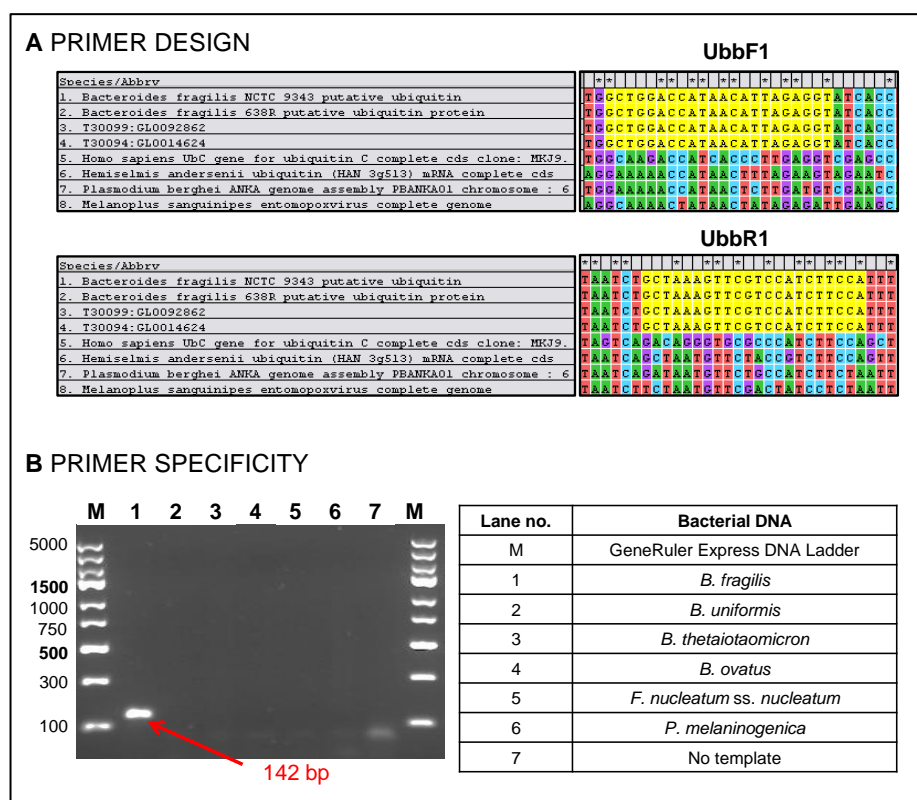 A PRIMER DESIGN
UbbF1
Species/Abbrv
1. Bacteroides fragilis NCTC 9343 putative ubiquitin TGGCTGGACCATAACATTAGAGGTATCACC
2. Bacteroides fragilis 638R putative ubiquitin protein TGGCTGGACCATAACATTAGAGGTATCACC
3. T30099:GL0092862 TGGCTGGACCATAACATTAGAGGTATCACC
4. T30094:GL0014624 TGGCTGGACCATAACATTAGAGGTATCACC
5. Homo sapiens UbC gene for ubiquitin C complete cds clone: MKJ9. TGGCAAGACCATCACCCTTGAGGTCGAGCC
6. Hemiselmis andersenii ubiquitin (HAN 3g513) mRNA complete cds AGGAAAAACCATAACTTTAGAAGTAGAATC
7. Plasmodium berghei ANKA genome assembly PBANKA01 chromosome : 6 TGGAAAAACCATAACTCTTGATGTCGAACC
8. Melanoplus sanguinipes entomopoxvirus complete genome AGGCAAAACTATAACTATAGAGATTGAAGC
UbbR1
Species/Abbrv
1. Bacteroides fragilis NCTC 9343 putative ubiquitin TAATCTGCTAAAGTTCGTCCATCTTCCATTT
2. Bacteroides fragilis 638R putative ubiquitin protein TAATCTGCTAAAGTTCGTCCATCTTCCATTT
3. T30099:GL0092862 TAATCTGCTAAAGTTCGTCCATCTTCCATTT
4. T30094:GL0014624 TAATCTGCTAAAGTTCGTCCATCTTCCATTT
5. Homo sapiens UbC gene for ubiquitin C complete cds clone: MKJ9. TAGTCAGACAGGGTGCGCCCATCTTCCAGCT
6. Hemiselmis andersenii ubiquitin (HAN 3g513) mRNA complete cds TAATCAGCTAATGTTCTACCGTCTTCCAGTT
7. Plasmodium berghei ANKA genome assembly PBANKA01 chromosome : 6 TAATCAGATAATGTTCTGCCATCTTCTAATT
8. Melanoplus sanguinipes entomopoxvirus complete genome TAATCTTCTAATGTTCGACTATCCTCTAATT
B PRIMER SPECIFICITY
M 1 2 3 4 5 6 7 M
5000
1500
1000
750
500
300
100
142 bp
Lane no. Bacterial DNA
M GeneRuler Express DNA Ladder
1 B. fragilis
2 B. uniformis
3 B. thetaiotaomicron
4 B. ovatus
5 F. nucleatum ss. nucleatum
6 P. melaninogenica
7 No template